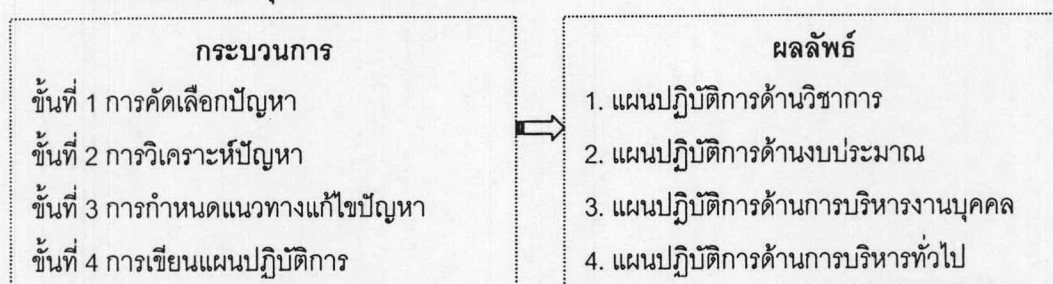 กระบวนการ
ขั้นที่ 1 การคัดเลือกปัญหา
ขั้นที่ 2 การวิเคราะห์ปัญหา
ขั้นที่ 3 การกำหนดแนวทางแก้ไขปัญหา
ขั้นที่ 4 การเขียนแผนปฏิบัติการ
ผลลัพธ์
1. แผนปฏิบัติการด้านวิชาการ
2. แผนปฏิบัติการด้านงบประมาณ
3. แผนปฏิบัติการด้านการบริหารงานบุคคล
4. แผนปฏิบัติการด้านการบริหารทั่วไป